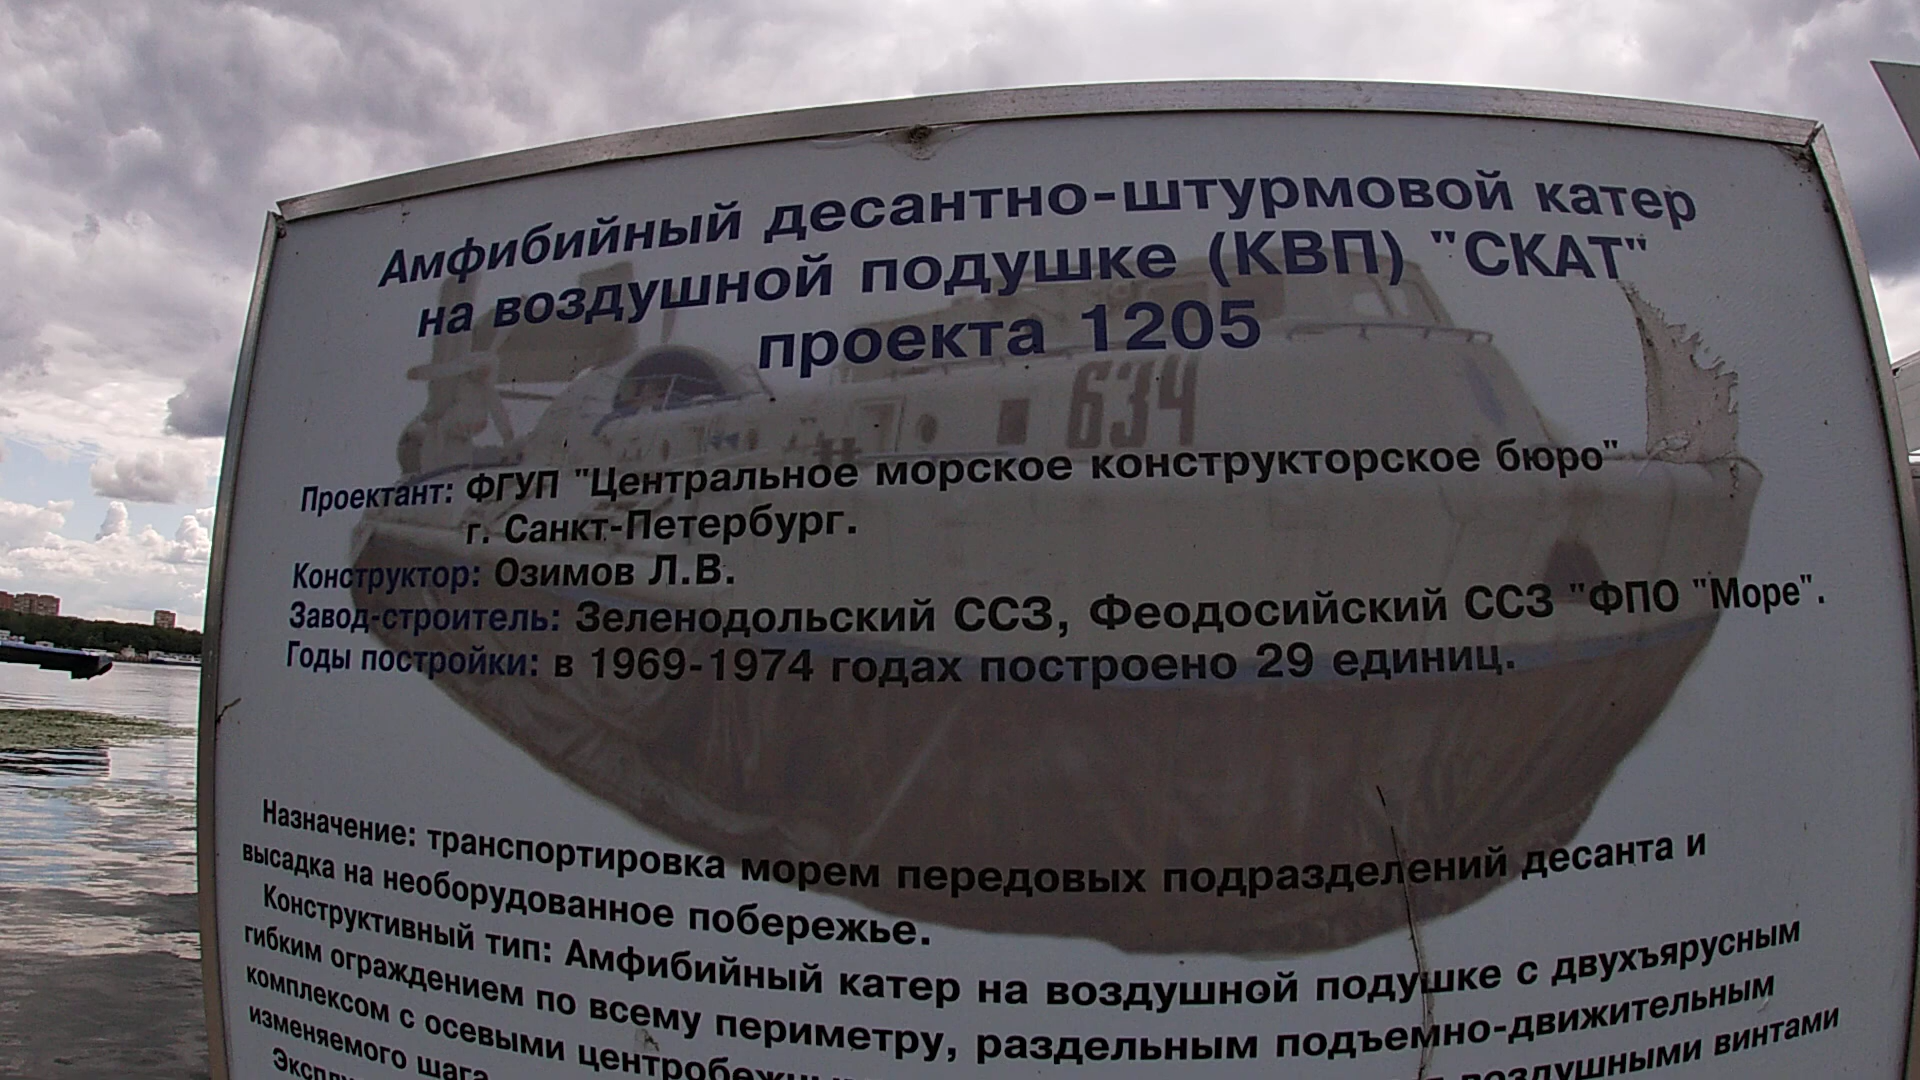 Амфибийный десантно-штурмовой катер
на воздушной подушке (КВП) "СКАТ"
проекта 1205
634
Проектант: ФГУП "Центральное морское конструкторское бюро"
г. Санкт-Петербург.
Конструктор: Озимов Л.В.
Завод-строитель: Зеленодольский ССЗ, Феодосийский ССЗ "ФПО "Море".
Годы постройки: в 1969-1974 годах построено 29 единиц.
Назначение: транспортировка морем передовых подразделений десанта и
высадка на необорудованное побережье.
Конструктивный тип: Амфибийный катер на воздушной подушке с двухъярусным
гибким ограждением по всему периметру, раздельным подъемно-движительным
комплексом с осевыми воздушными винтами
изменяемого шага